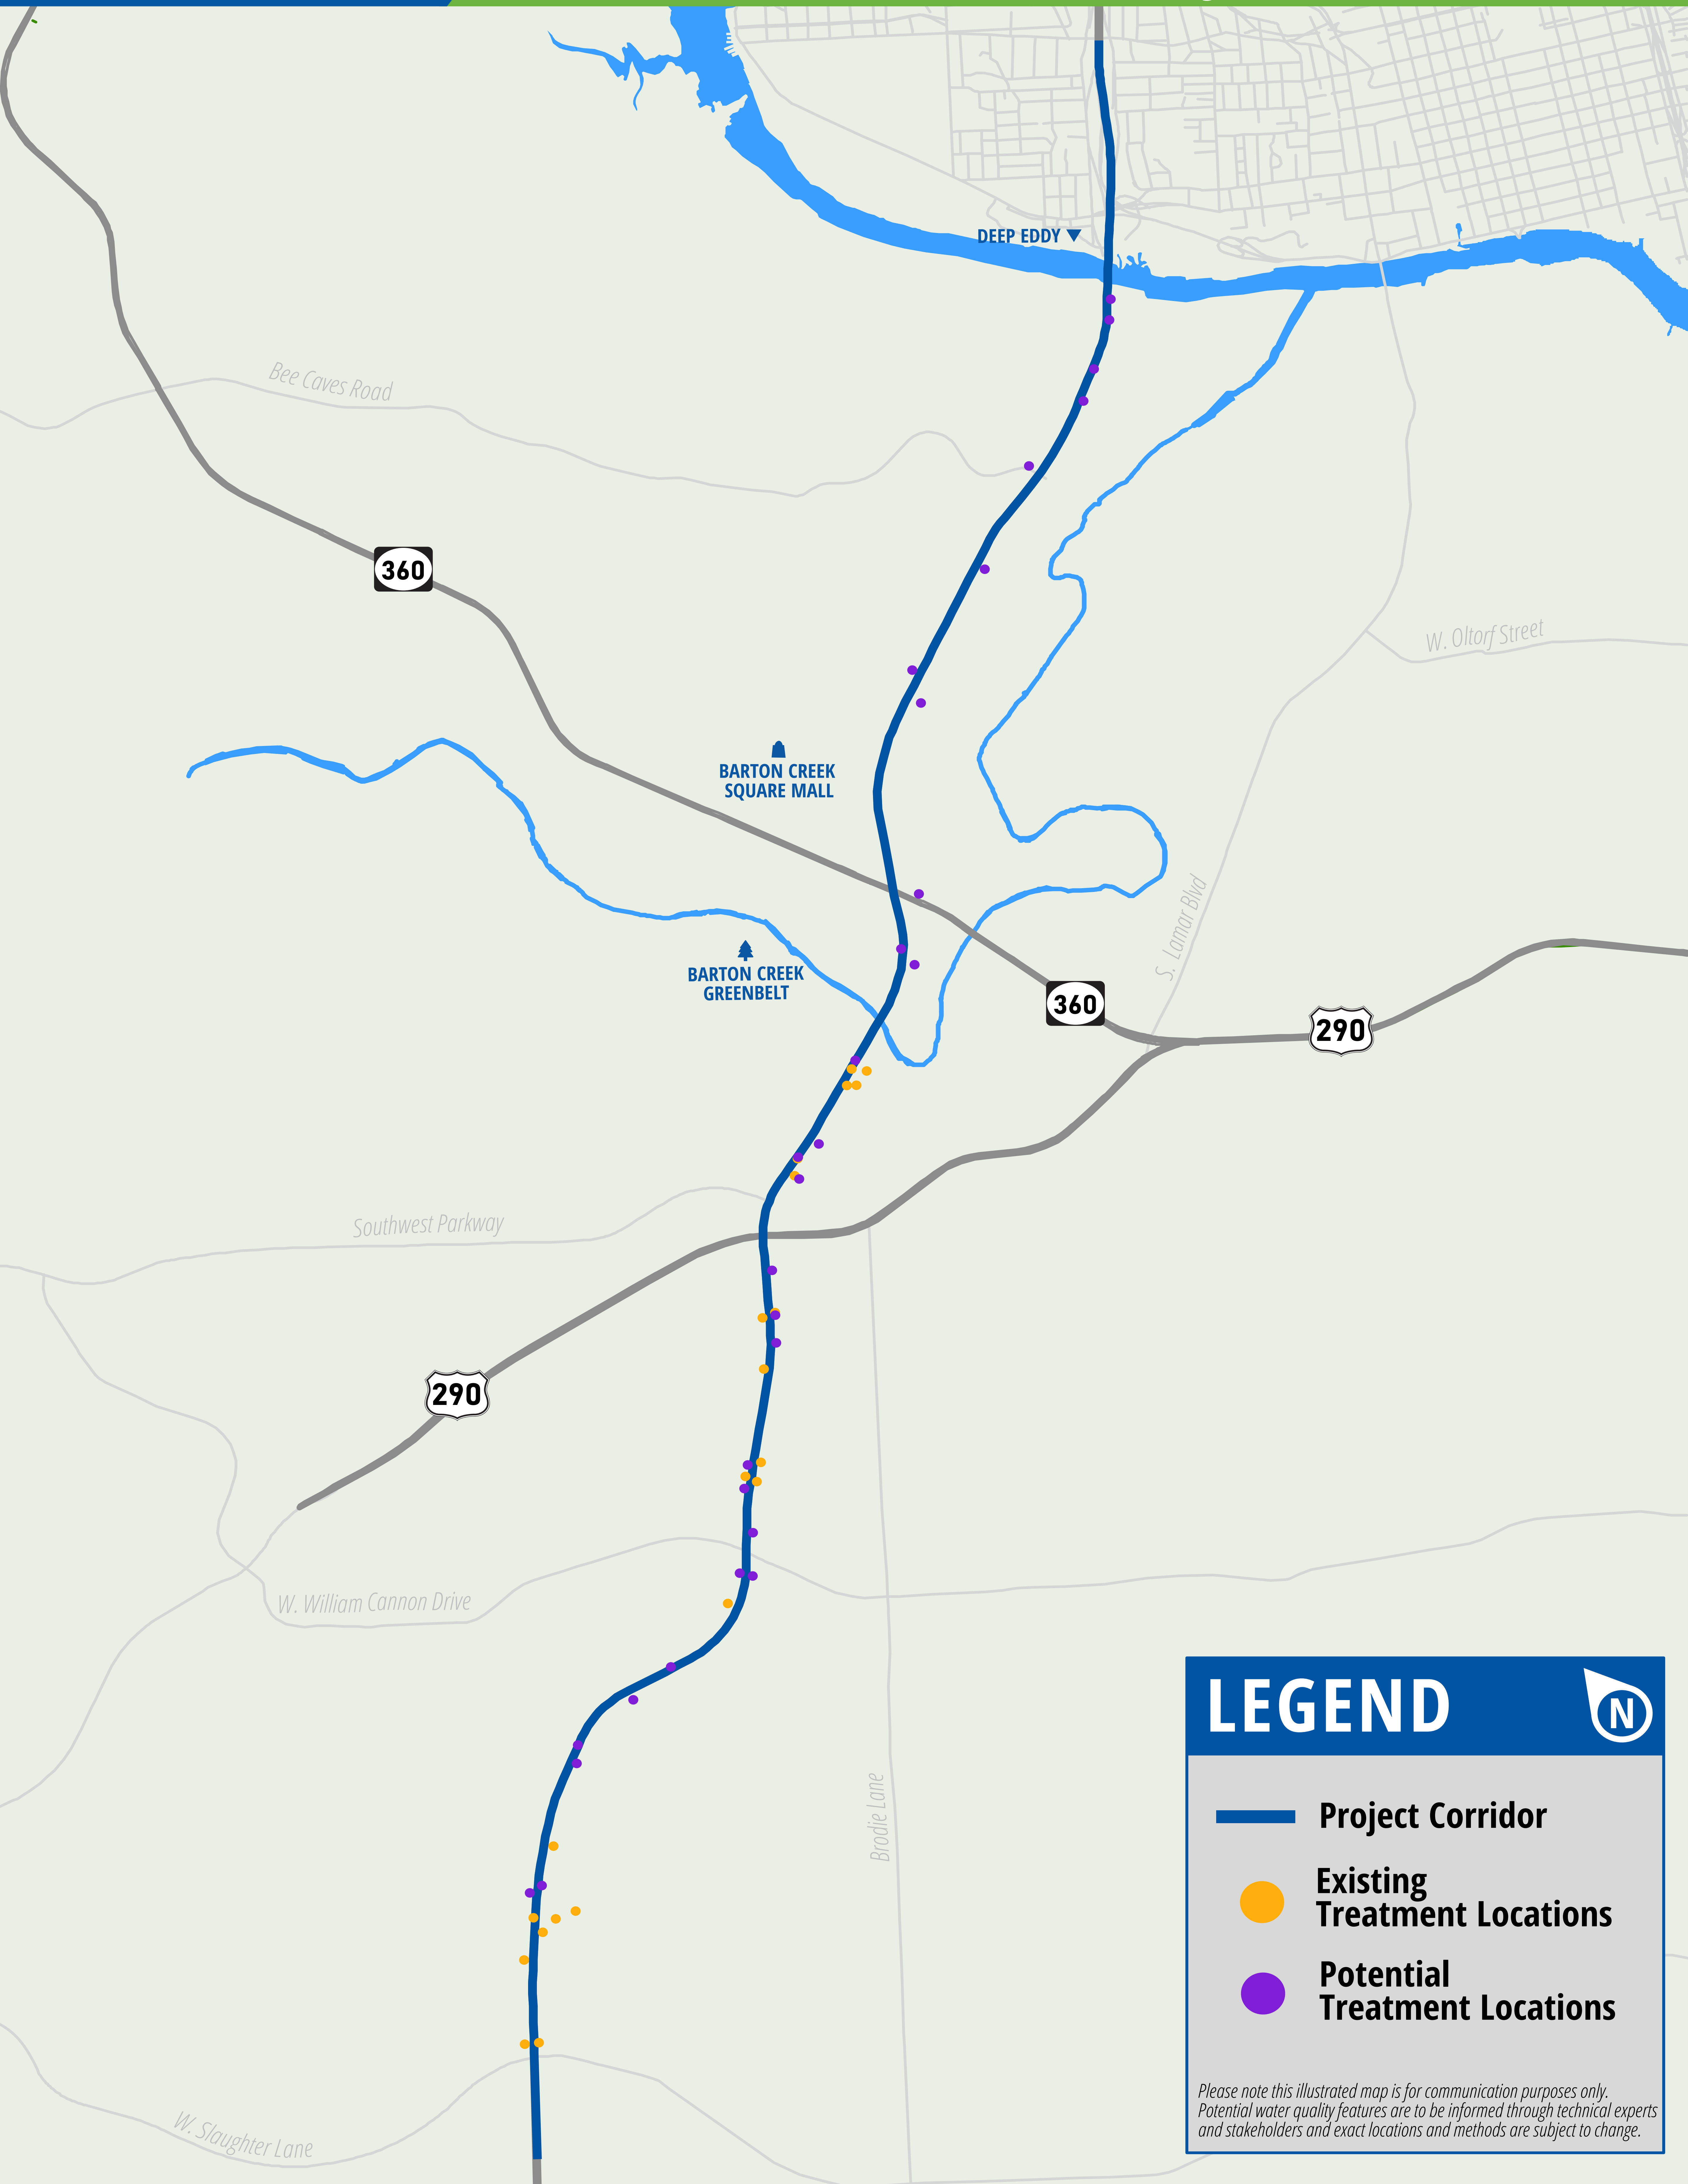 DEEP EDDY
Bee Caves Road
360
W. Oltorf Street
BARTON CREEK
SQUARE MALL
S. Lamar Blvd
BARTON CREEK
GREENBELT
360
290
Southwest Parkway
290
W. William Cannon Drive
Brodie Lane
W. Slaughter Lane
LEGEND
N
Project Corridor
Existing
Treatment Locations
Potential
Treatment Locations
Please note this illustrated map is for communication purposes only.
Potential water quality features are to be informed through technical experts
and stakeholders and exact locations and methods are subject to change.